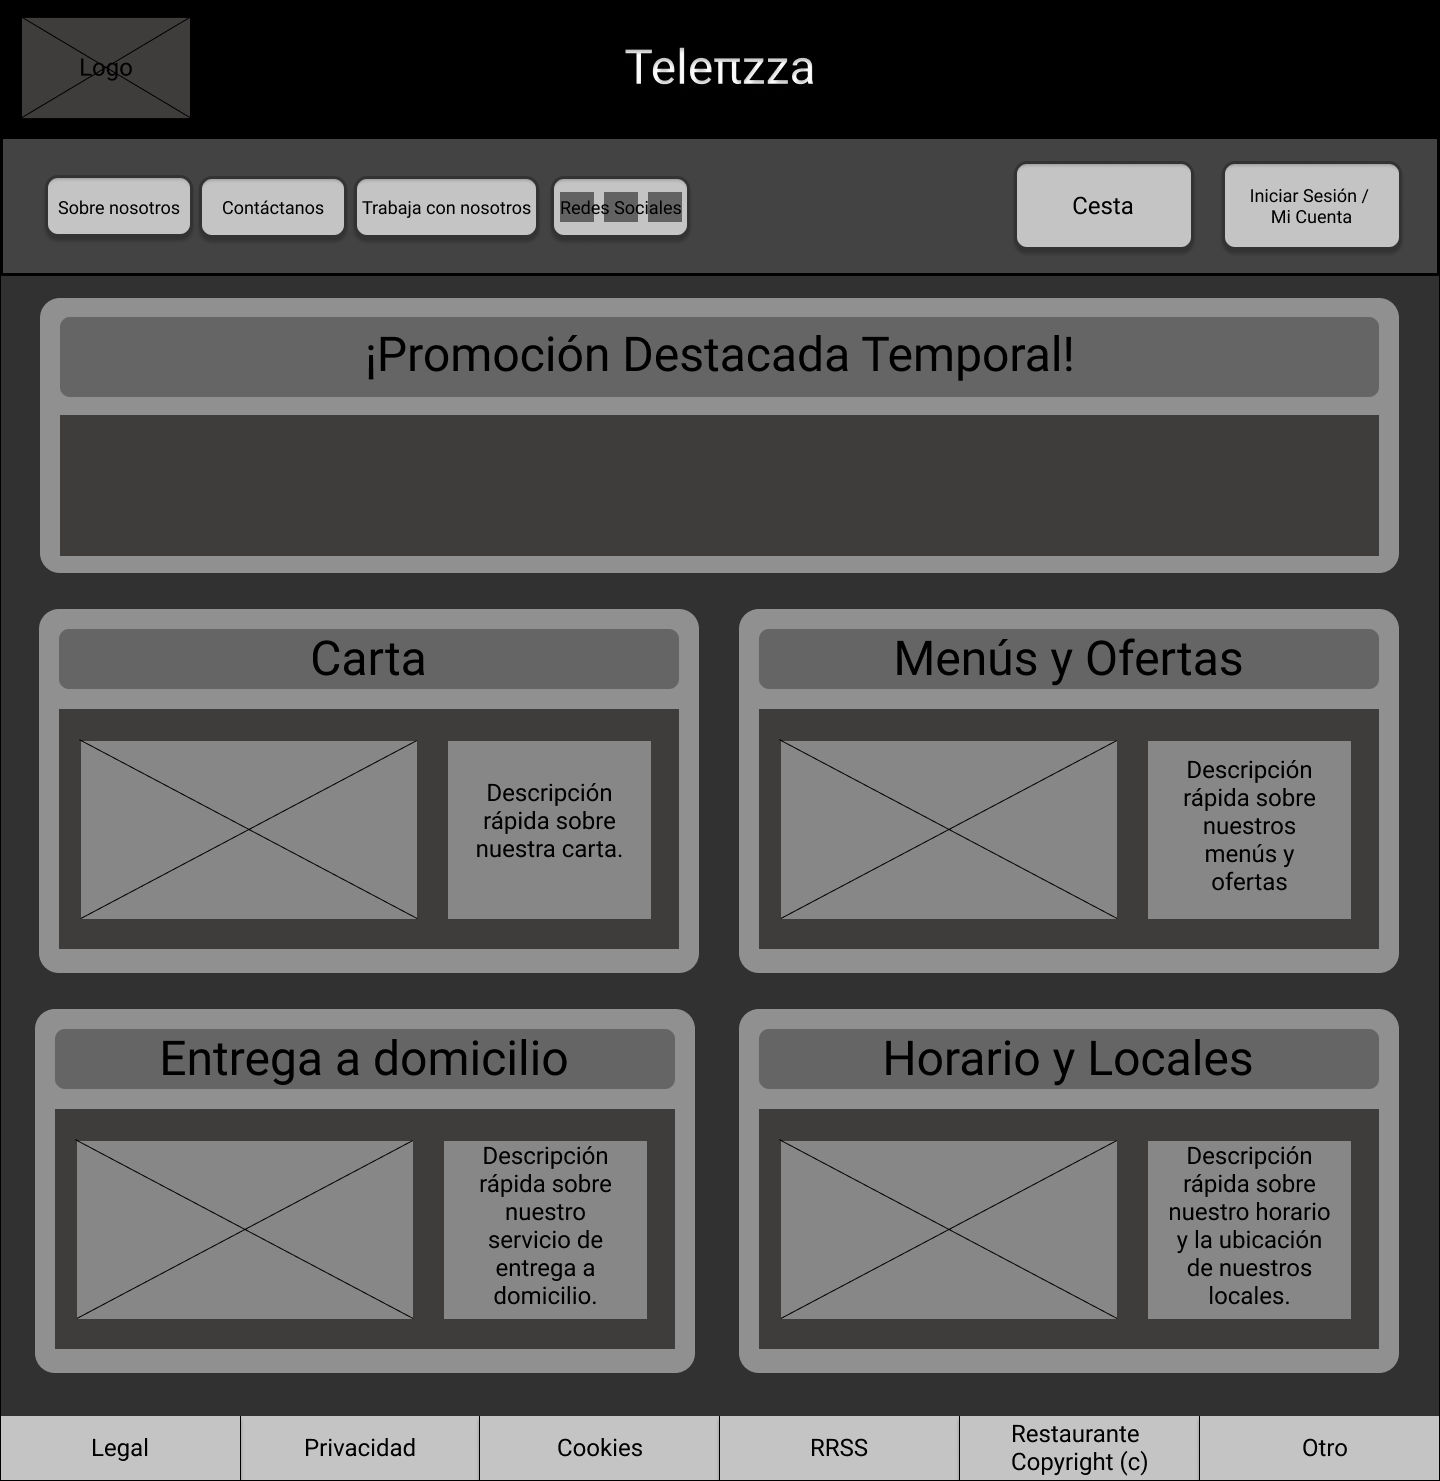 Logo
Teleπzza
Sobre nosotros
Contáctanos
Trabaja con nosotros
Redes Sociales
Cesta
Iniciar Sesión /
Mi Cuenta
¡Promoción Destacada Temporal!
Carta
Descripción
rápida sobre
nuestra carta.
Menús y Ofertas
Descripción
rápida sobre
nuestros
menús y
ofertas
Entrega a domicilio
Descripción
rápida sobre
nuestro
servicio de
entrega a
domicilio.
Horario y Locales
Descripción
rápida sobre
nuestro horario
y la ubicación
de nuestros
locales.
Legal
Privacidad
Cookies
RRSS
Restaurante
Copyright (c)
Otro